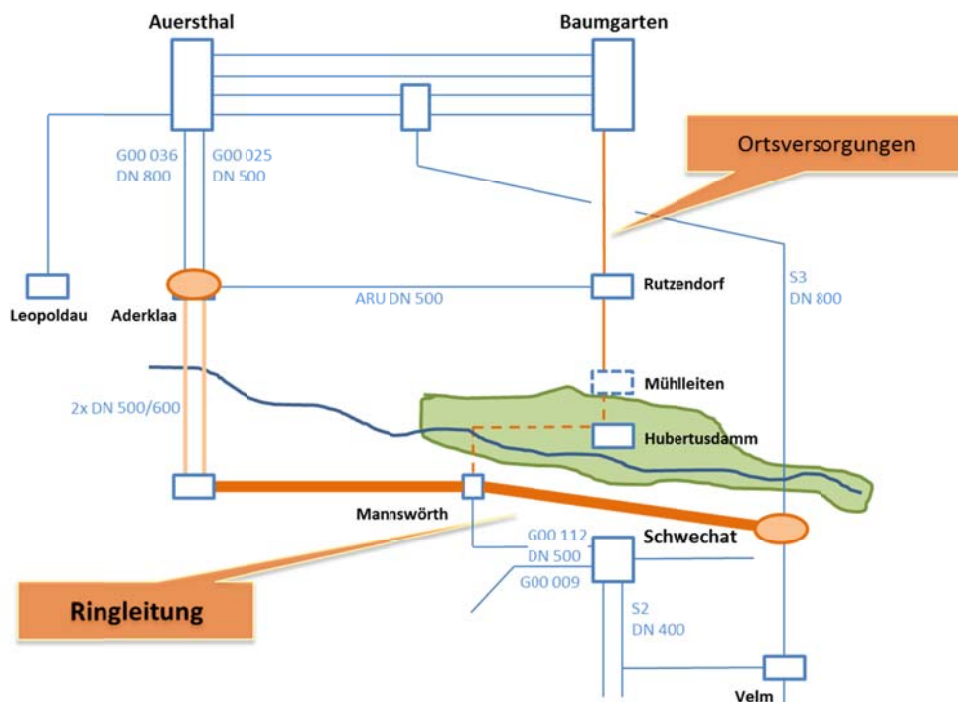 Auersthal
Baumgarten
Ortsversorgungen
G00 036
DN 800
G00 025
DN 500
S3
DN 800
Leopoldau
Aderklaa
ARU DN 500
Rutzendorf
2x DN 500/600
Mühlleiten
Hubertusdamm
Mannswörth
G00 112
DN 500
G00 009
Schwechat
Ringleitung
S2
DN 400
Velm